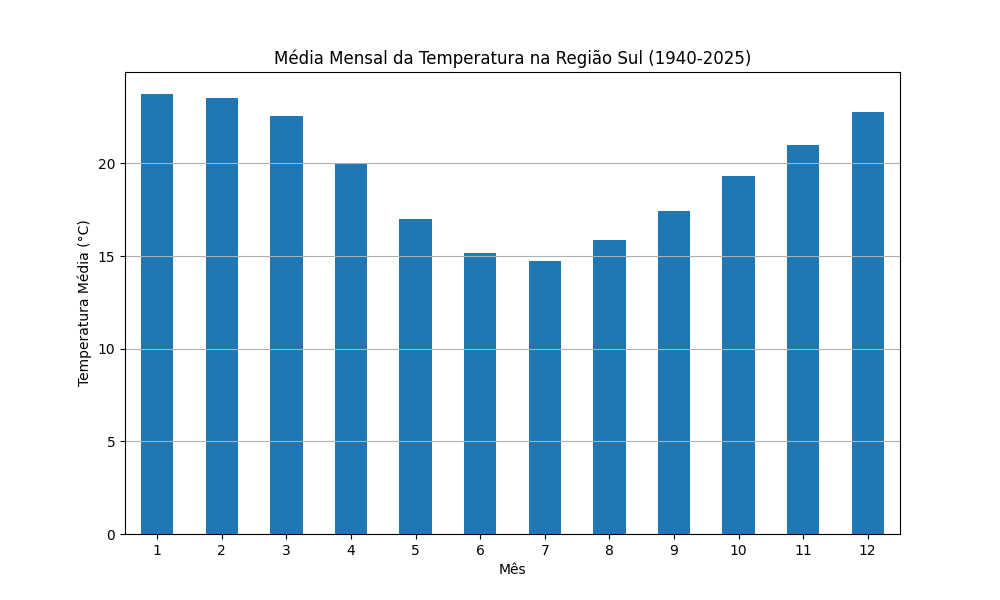 Média Mensal da Temperatura na Região Sul (1940-2025)
Temperatura Média (°C)
20
15
10
5
0
1 2 3 4 5 6 7 8 9 10 11 12
Mês